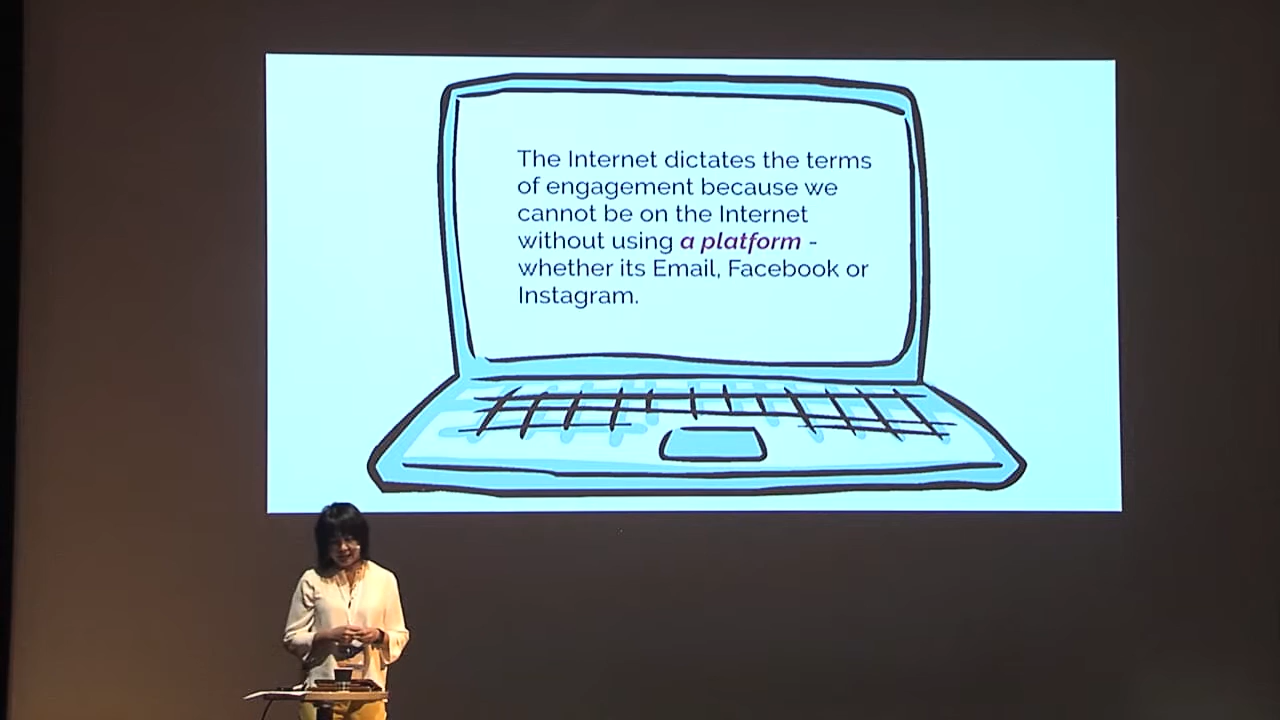 The Internet dictates the terms
of engagement because we
cannot be on the Internet
without using a platform -
whether its Email, Facebook or
Instagram.